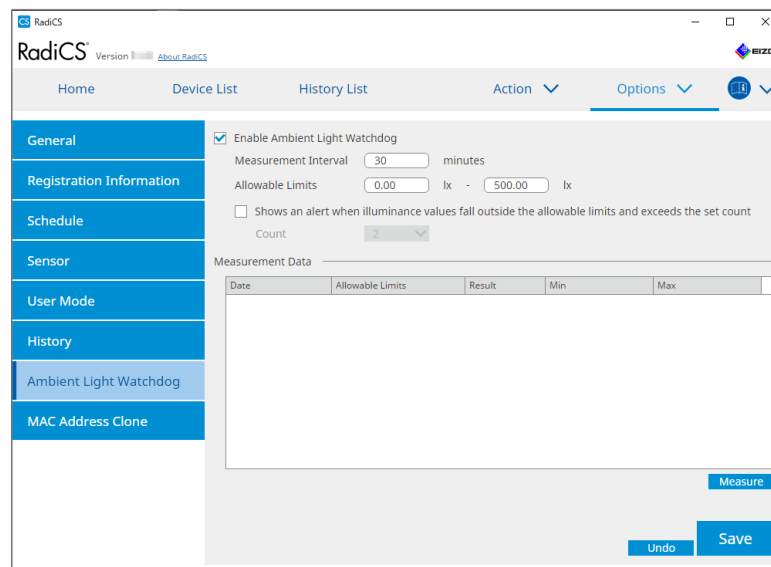 CS RadiCS
RadiCS® Version About RadiCS
Home Device List History List Action Options
General
Registration Information
Schedule
Sensor
User Mode
History
Ambient Light Watchdog
MAC Address Clone
Enable Ambient Light Watchdog
Measurement Interval 30 minutes
Allowable Limits 0.00 lx - 500.00 lx
Shows an alert when illuminance values fall outside the allowable limits and exceeds the set count
Count 2
Measurement Data
Date Allowable Limits Result Min Max
Measure
Save
Undo